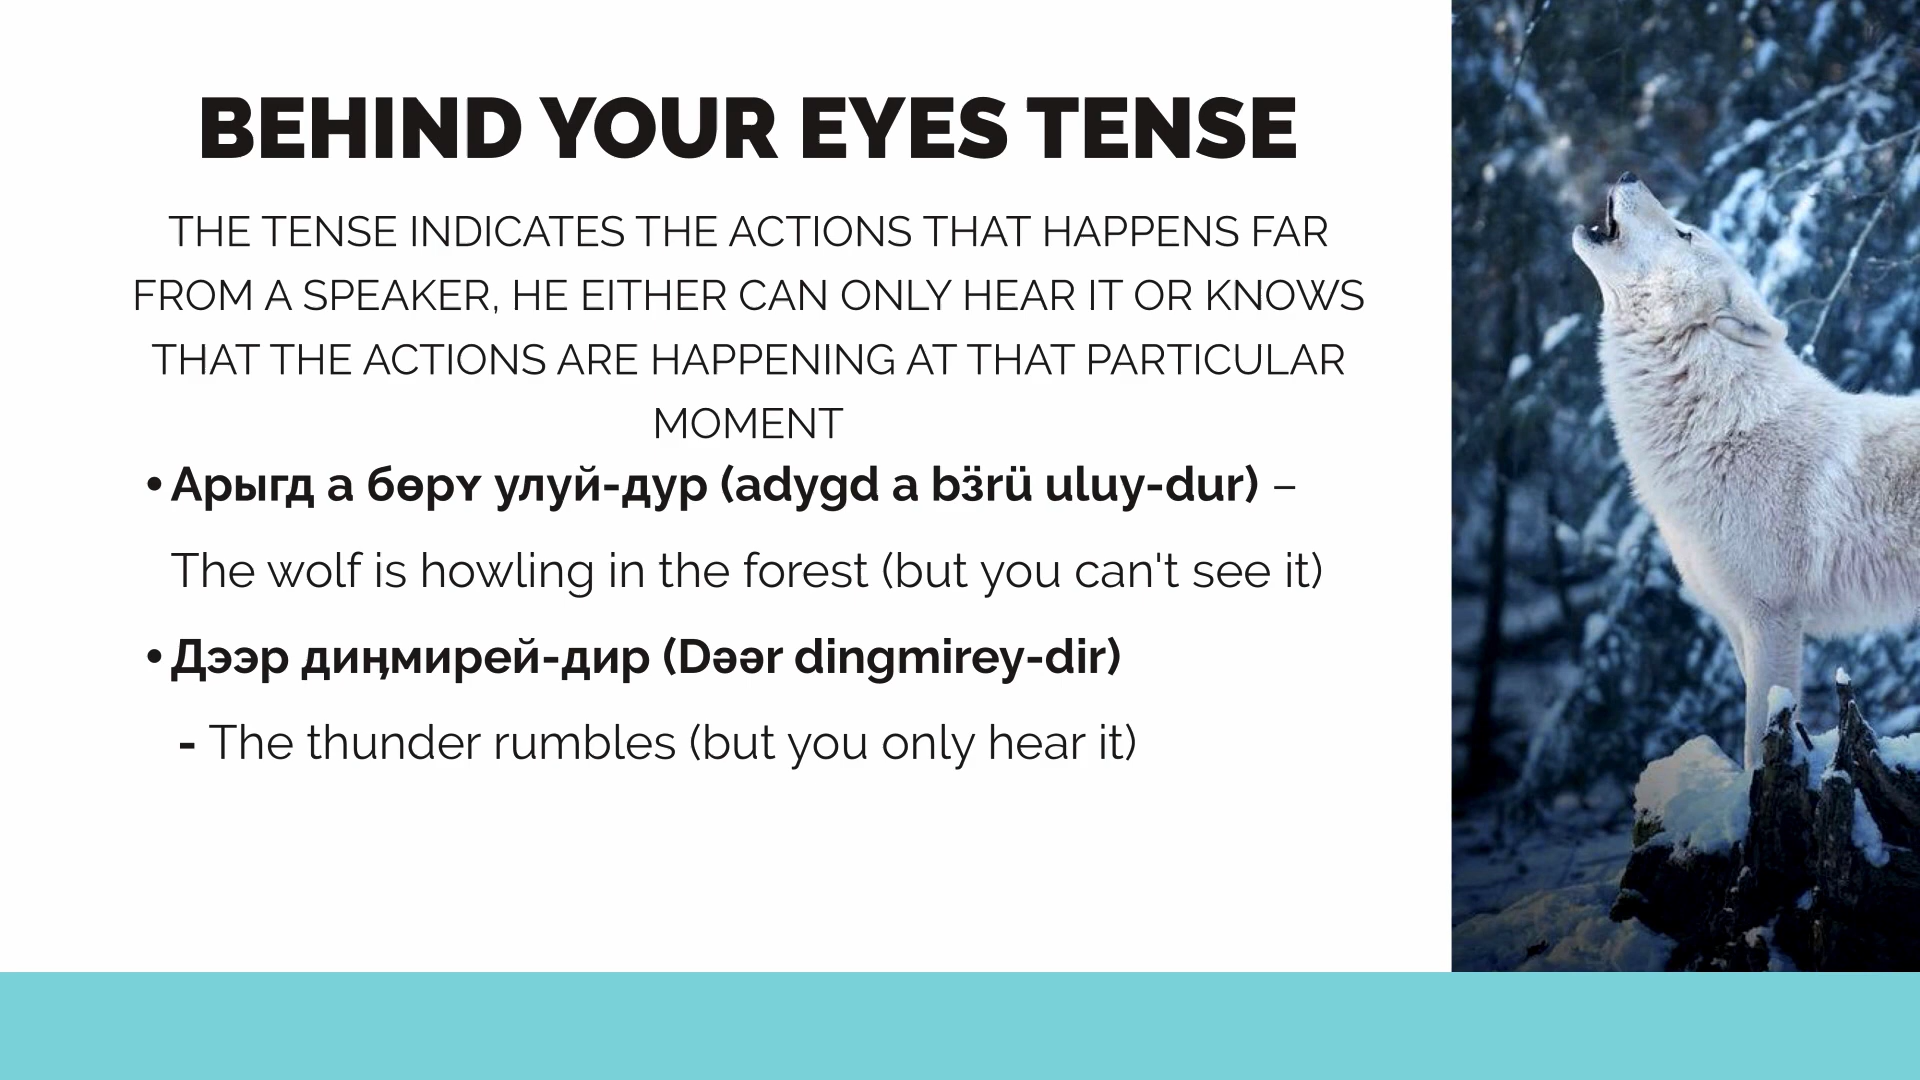 BEHIND YOUR EYES TENSE
THE TENSE INDICATES THE ACTIONS THAT HAPPENS FAR
FROM A SPEAKER, HE EITHER CAN ONLY HEAR IT OR KNOWS
THAT THE ACTIONS ARE HAPPENING AT THAT PARTICULAR
MOMENT
• Арыгд а бөрү улуй-дур (adygd a bӟrü uluy-dur) –
The wolf is howling in the forest (but you can't see it)
• Дээр диңмирей-дир (Dəər dingmirey-dir)
- The thunder rumbles (but you only hear it)